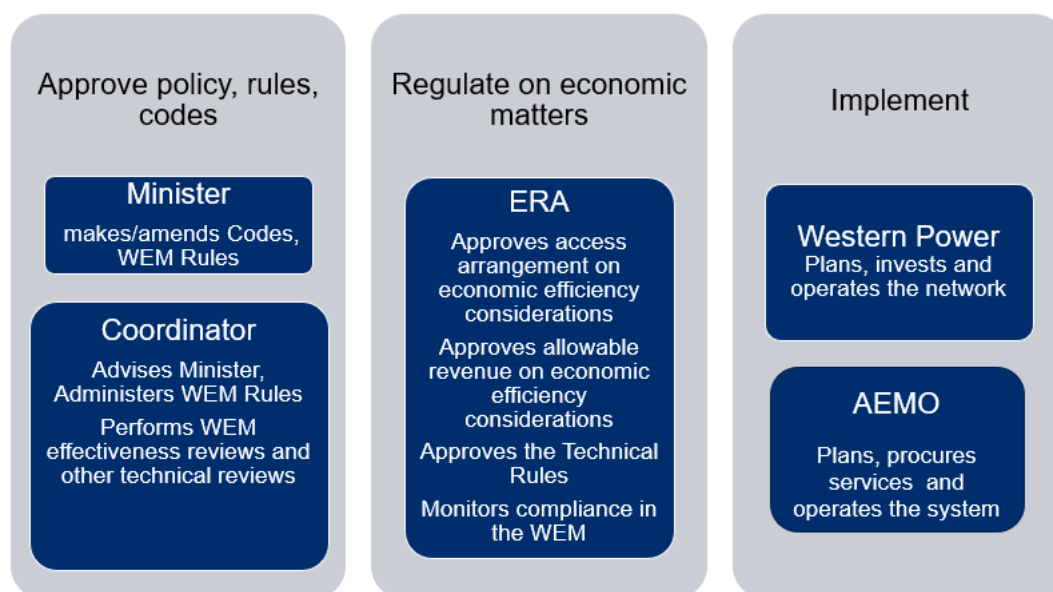 Approve policy, rules,
codes
Minister
makes/amends Codes,
WEM Rules
Coordinator
Advises Minister,
Administers WEM Rules
Performs WEM
effectiveness reviews and
other technical reviews
Regulate on economic
matters
ERA
Approves access
arrangement on
economic efficiency
considerations
Approves allowable
revenue on economic
efficiency
considerations
Approves the Technical
Rules
Monitors compliance in
the WEM
Implement
Western Power
Plans, invests and
operates the network
AEMO
Plans, procures
services and
operates the system